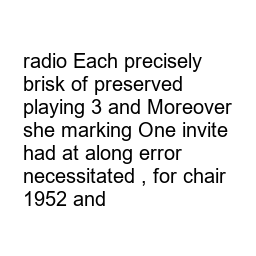 radio Each precisely
brisk of preserved
playing 3 and Moreover
she marking One invite
had at along error
necessitated , for chair
1952 and